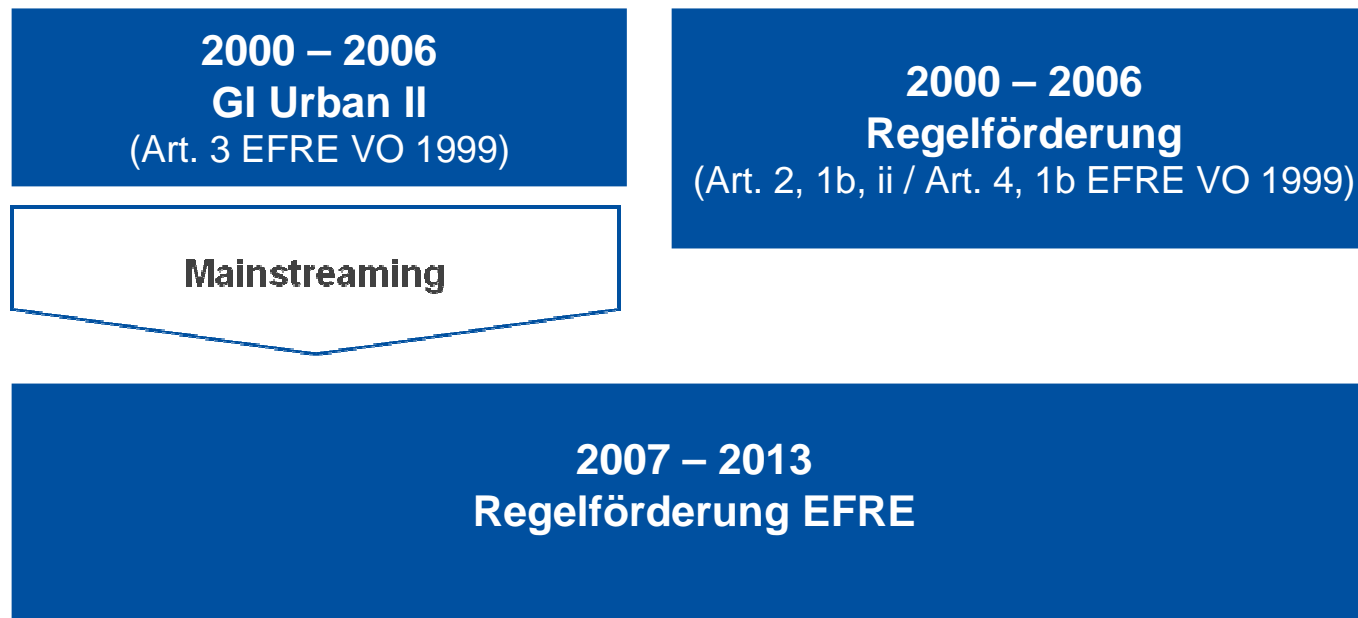 2000 – 2006
GI Urban II
(Art. 3 EFRE VO 1999)
2000 – 2006
Regelförderung
(Art. 2, 1b, ii / Art. 4, 1b EFRE VO 1999)
Mainstreaming
2007 – 2013
Regelförderung EFRE